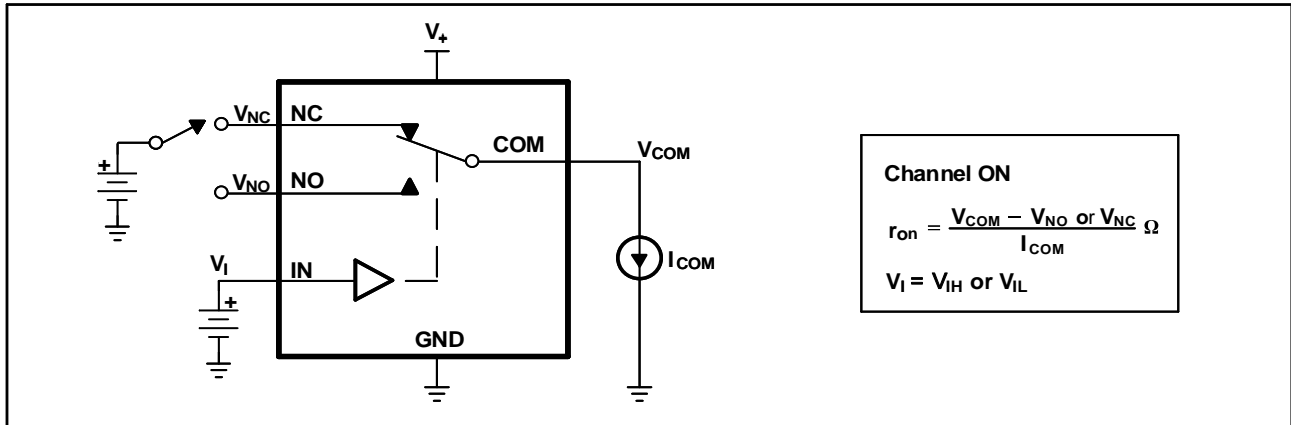 V+
VNC NC
COM
VCOM
VNO NO
VI IN
ICOM
GND
+
+
Channel ON
ron = VCOM – VNO or VNC / ICOM Ω
VI = VIH or VIL